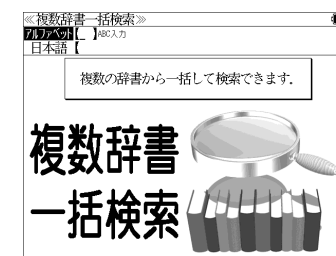 ≪複数辞書一括検索≫
アルファベット【_ 】ABC入力
日本語【
複数の辞書から一括して検索できます.
複数辞書
一括検索